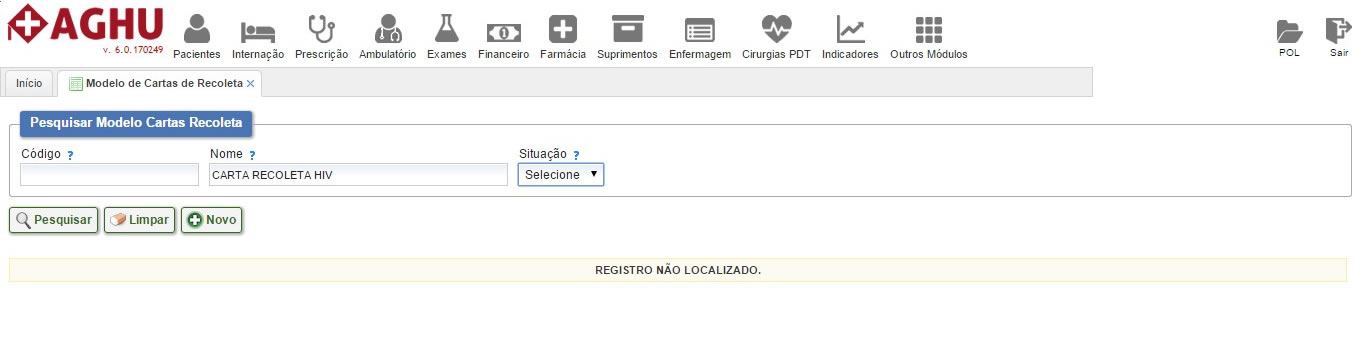 AGHU
v. 6.0.170249
Pacientes Internação Prescrição Ambulatório Exames Financeiro Farmácia Suprimentos Enfermagem Cirurgias PDT Indicadores Outros Módulos POL Sair
Início Modelo de Cartas de Recoleta
Pesquisar Modelo Cartas Recoleta
Código ? Nome ? Situação ?
CARTA RECOLETA HIV Selecione
Pesquisar Limpar Novo
REGISTRO NÃO LOCALIZADO.